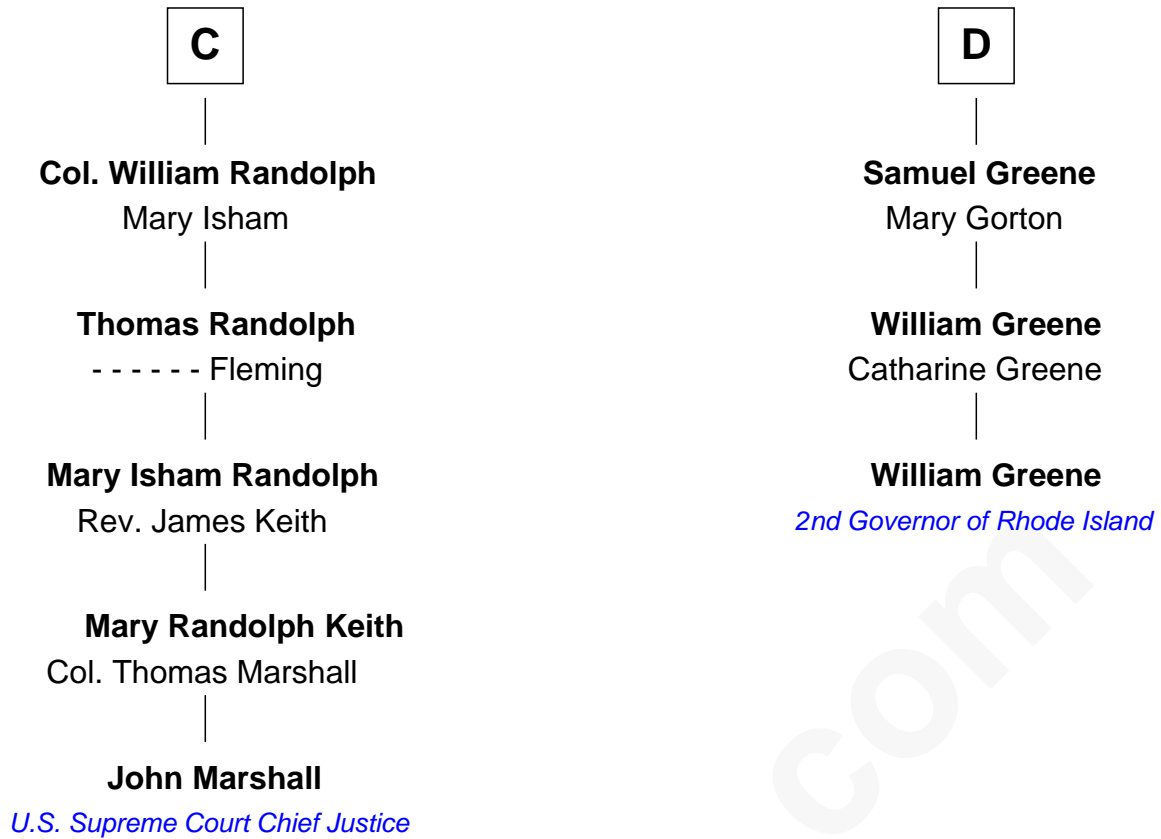 C
Col. William Randolph
Mary Isham
Thomas Randolph
- - - - - - Fleming
Mary Isham Randolph
Rev. James Keith
Mary Randolph Keith
Col. Thomas Marshall
John Marshall
U.S. Supreme Court Chief Justice
D
Samuel Greene
Mary Gorton
William Greene
Catharine Greene
William Greene
2nd Governor of Rhode Island
com